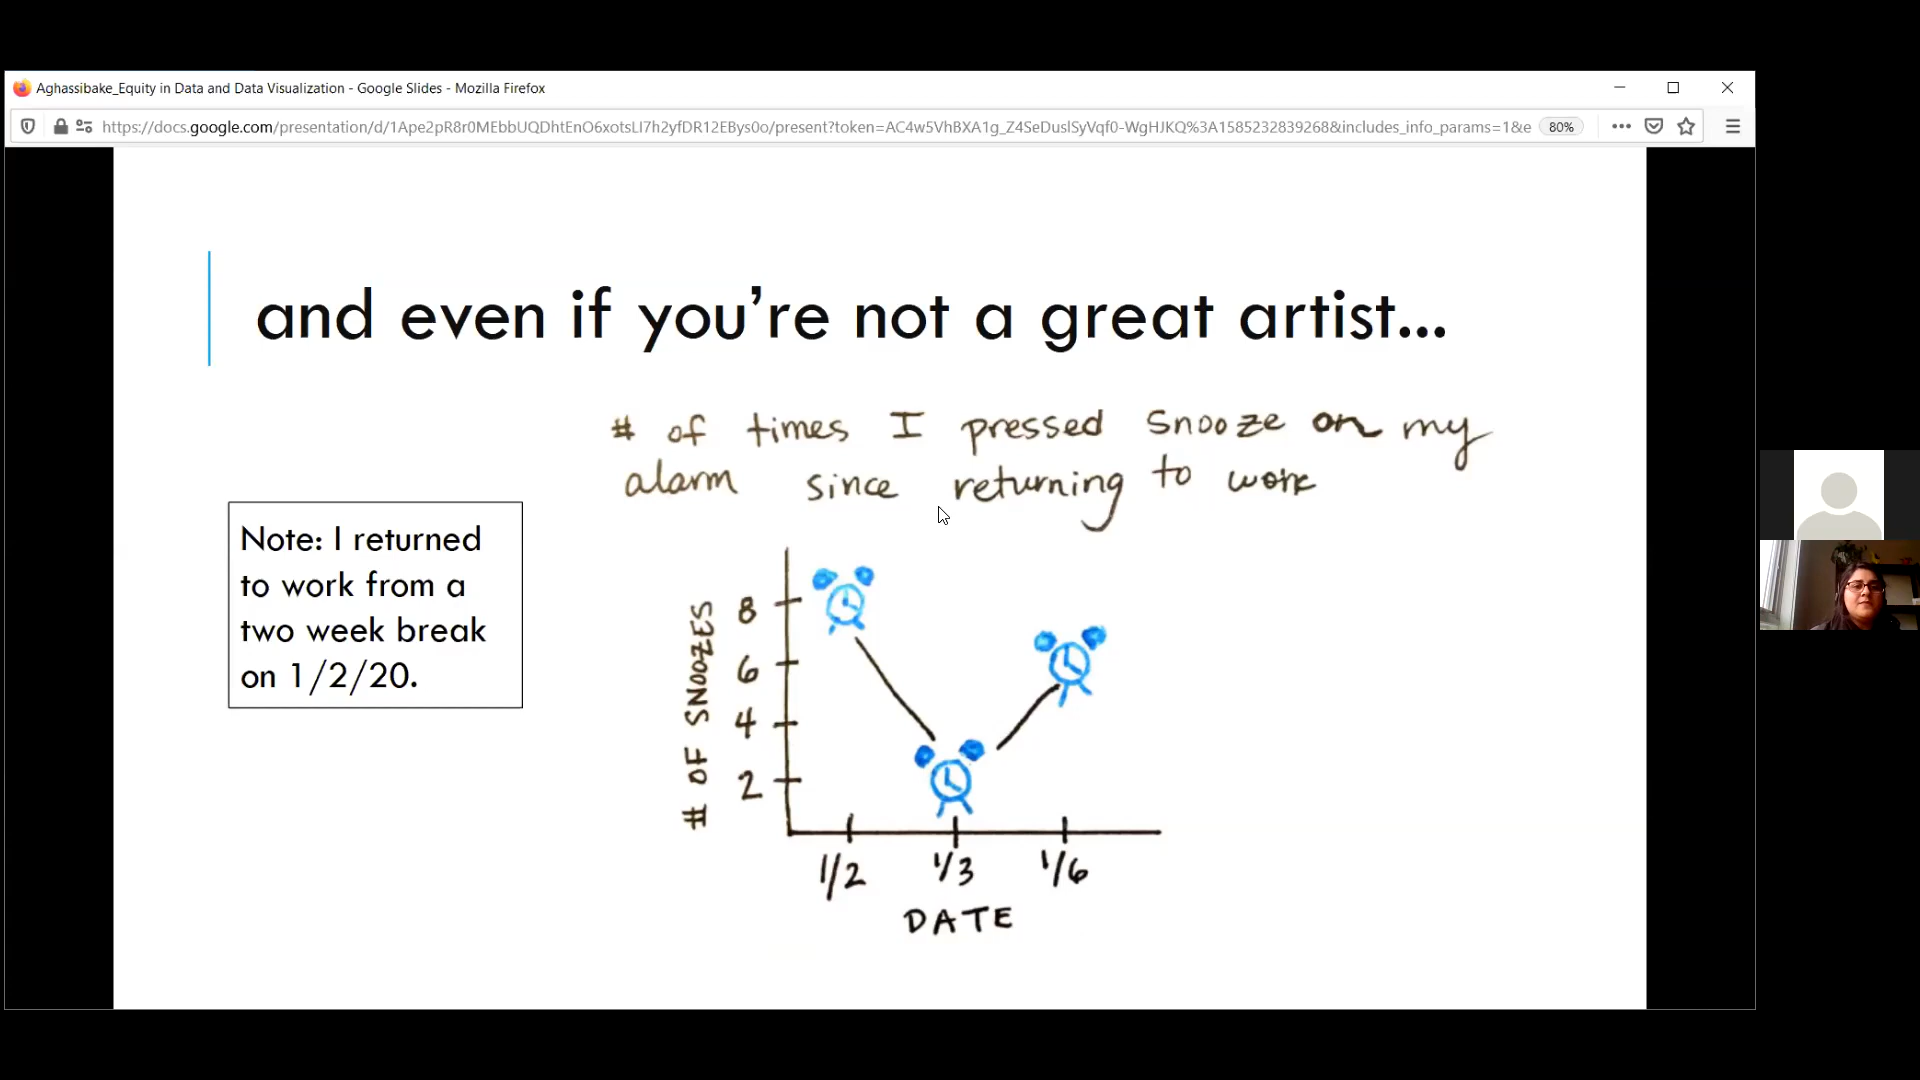 Aghassibake_Equity in Data and Data Visualization - Google Slides - Mozilla Firefox
https://docs.google.com/presentation/d/1Ape2pR8r0MEbbUQDhtEnO6xotsLI7h2yfDR12EBys0o/present?token=AC4w5VhBXA1g_Z4SeDuslSyVqf0-WgHJKQ%3A1585232839268&includes_info_params=1&e
80%
and even if you're not a great artist...
# of times I pressed snooze on my
alarm since returning to work
Note: I returned
to work from a
two week break
on 1/2/20.
# OF SNOOZES
8
6
4
2
1/2 1/3 1/6
DATE